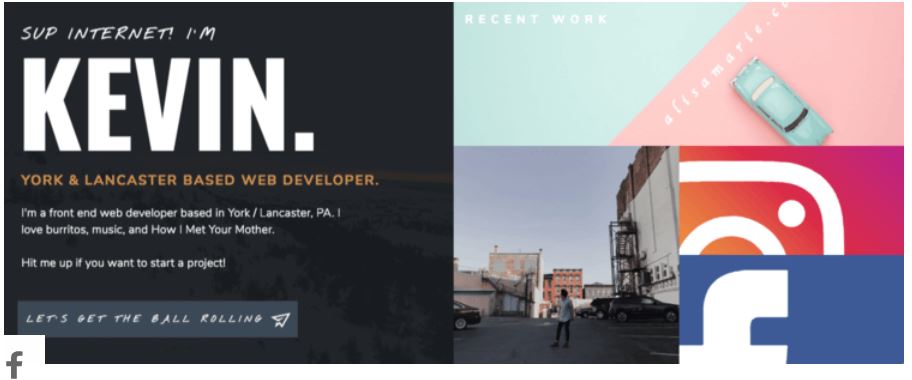 SUP INTERNET! I'M
KEVIN.
YORK & LANCASTER BASED WEB DEVELOPER.
I'm a front end web developer based in York / Lancaster, PA. I
love burritos, music, and How I Met Your Mother.
Hit me up if you want to start a project!
LET'S GET THE BALL ROLLING
RECENT WORK
alisamarie.co